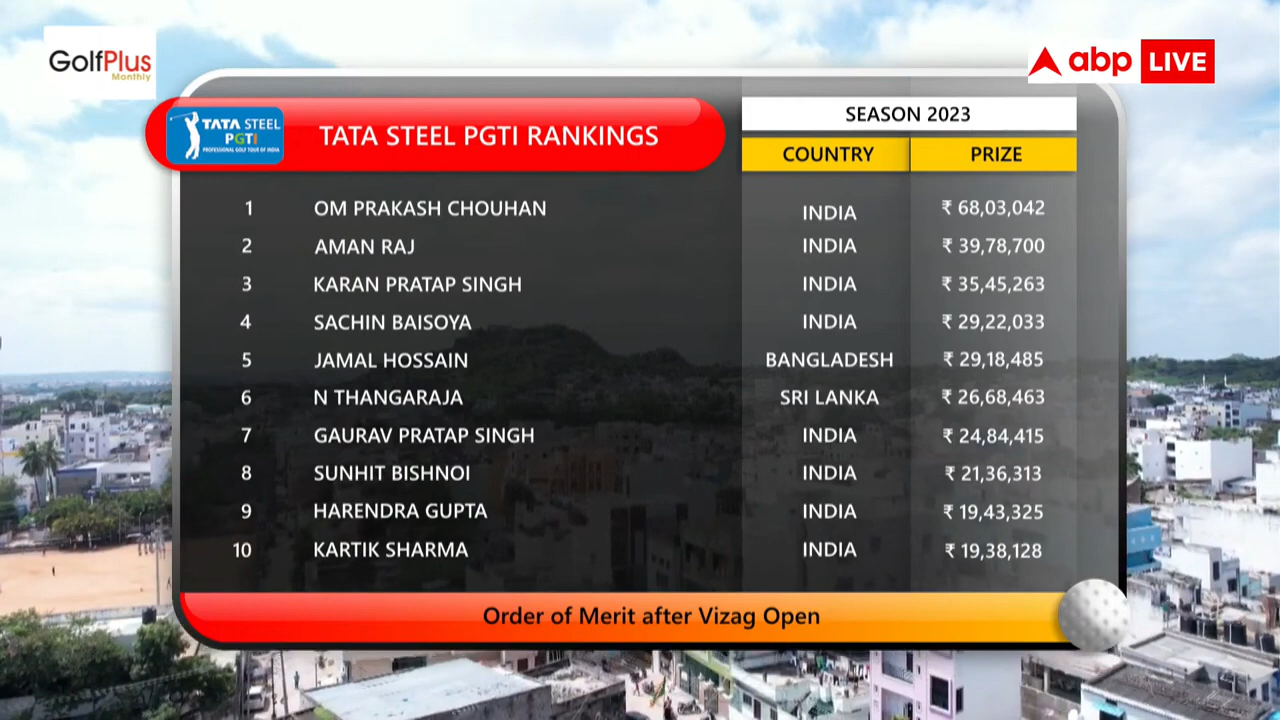 GolfPlus
Monthly
abp LIVE
TATA STEEL
PGTI
PROFESSIONAL GOLF TOUR OF INDIA
TATA STEEL PGTI RANKINGS
SEASON 2023
COUNTRY PRIZE
1 OM PRAKASH CHOUHAN INDIA ₹ 68,03,042
2 AMAN RAJ INDIA ₹ 39,78,700
3 KARAN PRATAP SINGH INDIA ₹ 35,45,263
4 SACHIN BAISOYA INDIA ₹ 29,22,033
5 JAMAL HOSSAIN BANGLADESH ₹ 29,18,485
6 N THANGARAJA SRI LANKA ₹ 26,68,463
7 GAURAV PRATAP SINGH INDIA ₹ 24,84,415
8 SUNHIT BISHNOI INDIA ₹ 21,36,313
9 HARENDRA GUPTA INDIA ₹ 19,43,325
10 KARTIK SHARMA INDIA ₹ 19,38,128
Order of Merit after Vizag Open